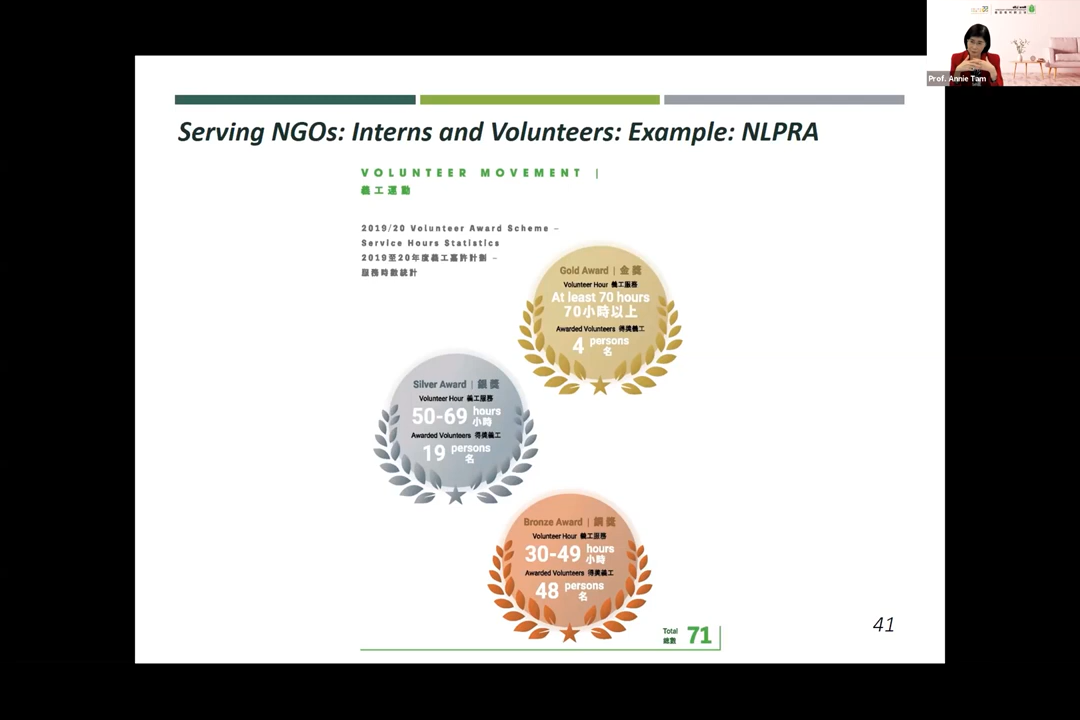 Prof. Annie Tam
Serving NGOs: Interns and Volunteers: Example: NLPRA
VOLUNTEER MOVEMENT |
義工運動
2019/20 Volunteer Award Scheme –
Service Hours Statistics
2019至20年度義工嘉許計劃 –
服務時數統計
Gold Award | 金獎
Volunteer Hour 義工服務
At least 70 hours
70小時以上
Awarded Volunteers 得獎義工
4 persons
名
Silver Award | 銀獎
Volunteer Hour 義工服務
50-69 hours
小時
Awarded Volunteers 得獎義工
19 persons
名
Bronze Award | 銅獎
Volunteer Hour 義工服務
30-49 hours
小時
Awarded Volunteers 得獎義工
48 persons
名
Total 71
總數
41